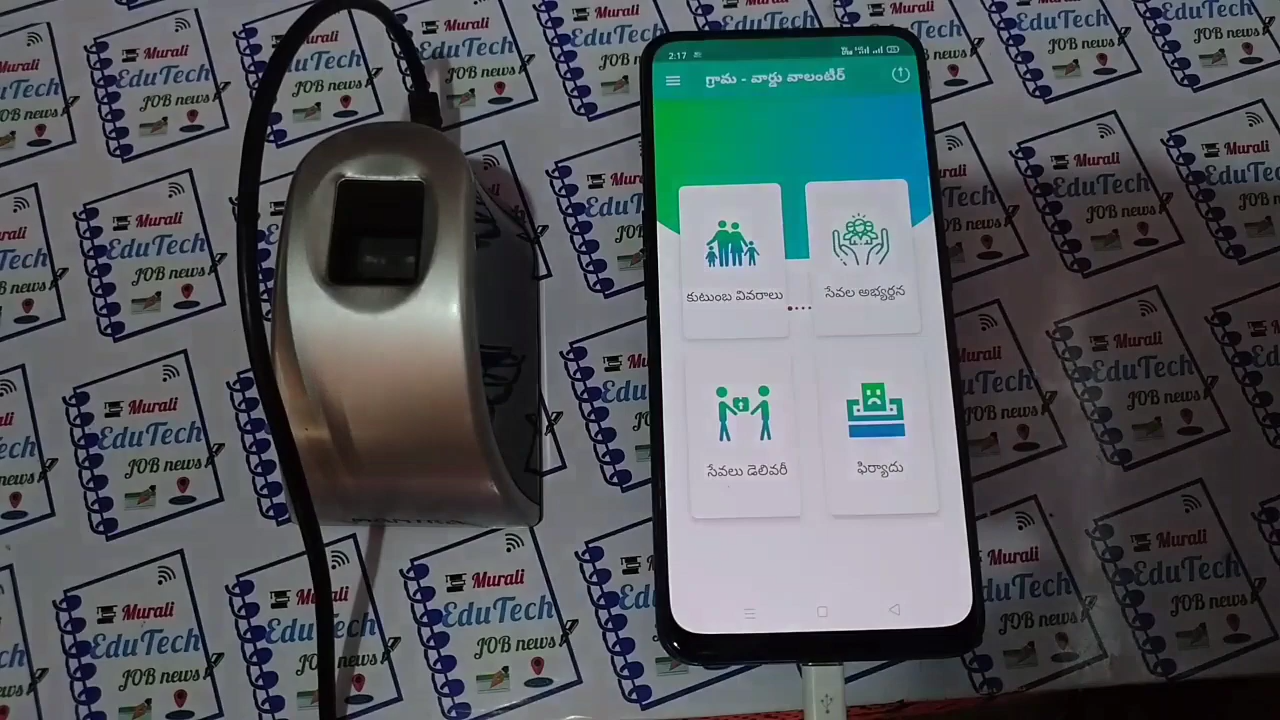 2:17
గ్రామ - వార్డు వాలంటీర్
కుటుంబ వివరాలు
సేవల అభ్యర్థన
సేవలు డెలివరీ
ఫిర్యాదు
Murali
EduTech
JOB news